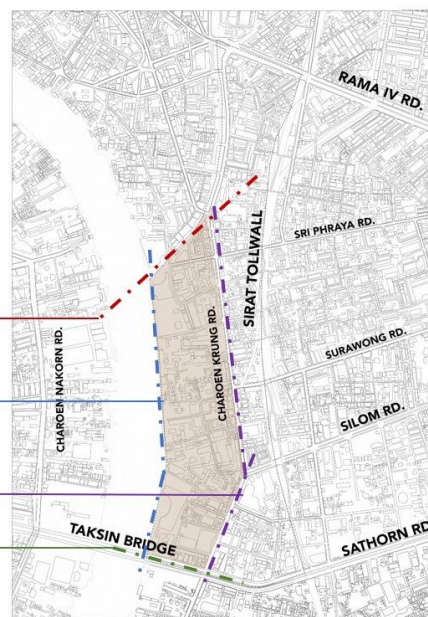 RAMA IV RD.
SRI PHRAYA RD.
SIRAT TOLLWALL
CHAROEN KRUNG RD.
CHAROEN NAKORN RD.
SURAWONG RD.
SILOM RD.
TAKSIN BRIDGE
SATHORN RD